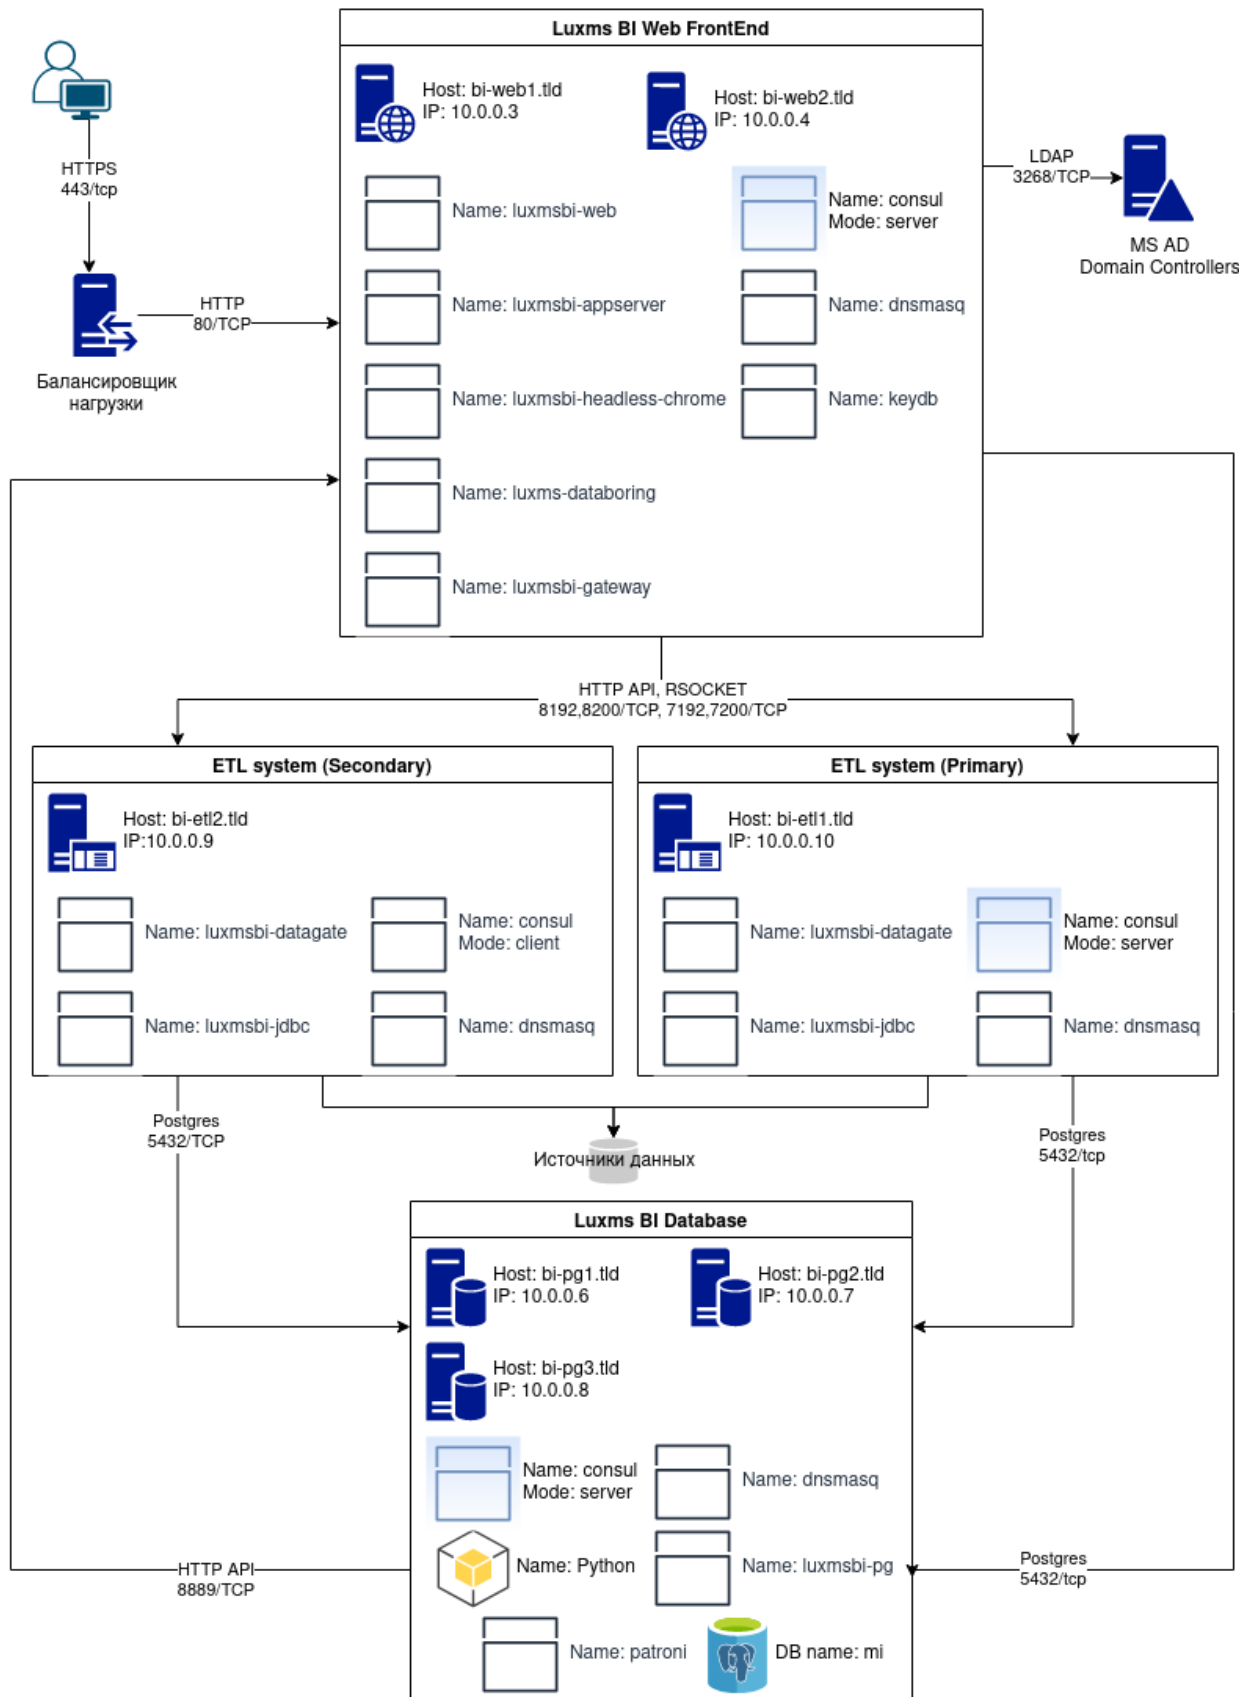 Luxms BI Web FrontEnd
Host: bi-web1.tld
IP: 10.0.0.3
Host: bi-web2.tld
IP: 10.0.0.4
HTTPS
443/tcp
LDAP
3268/TCP
Name: luxmsbi-web
Name: consul
Mode: server
MS AD
Domain Controllers
HTTP
80/TCP
Name: luxmsbi-appserver
Name: dnsmasq
Балансировщик
нагрузки
Name: luxmsbi-headless-chrome
Name: keydb
Name: luxms-databoring
Name: luxmsbi-gateway
HTTP API, RSOCKET
8192,8200/TCP, 7192,7200/TCP
ETL system (Secondary)
Host: bi-etl2.tld
IP:10.0.0.9
Name: luxmsbi-datagate
Name: consul
Mode: client
Name: luxmsbi-jdbc
Name: dnsmasq
ETL system (Primary)
Host: bi-etl1.tld
IP: 10.0.0.10
Name: luxmsbi-datagate
Name: consul
Mode: server
Name: luxmsbi-jdbc
Name: dnsmasq
Postgres
5432/TCP
Postgres
5432/tcp
Источники данных
Luxms BI Database
Host: bi-pg1.tld
IP: 10.0.0.6
Host: bi-pg2.tld
IP: 10.0.0.7
Host: bi-pg3.tld
IP: 10.0.0.8
Name: consul
Mode: server
Name: dnsmasq
Name: Python
Name: luxmsbi-pg
HTTP API
8889/TCP
Postgres
5432/tcp
Name: patroni
DB name: mi